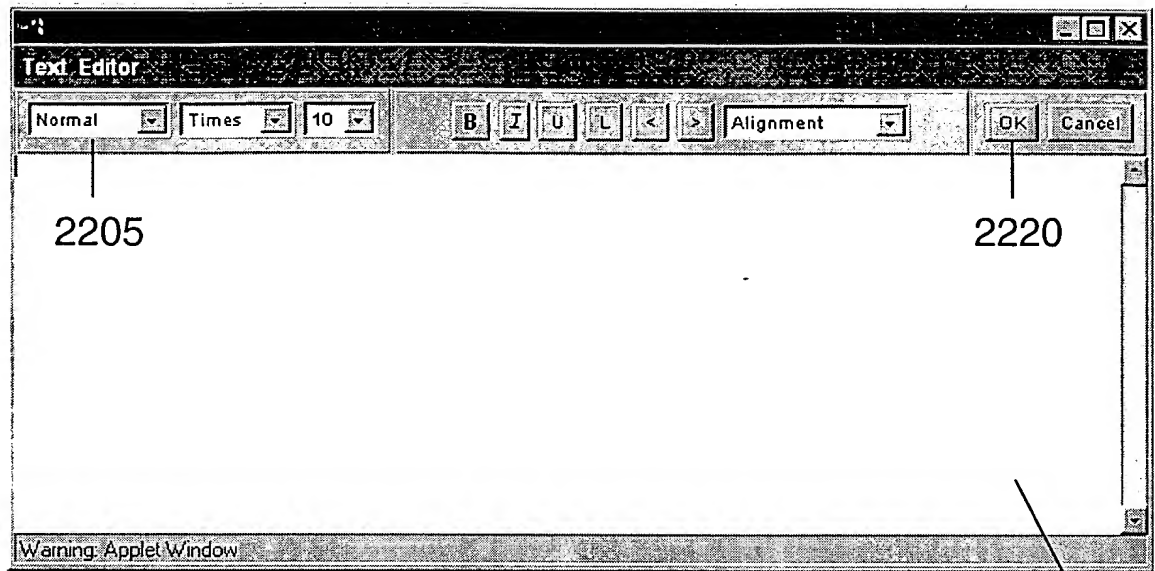 Text Editor
Normal Times 10 B I U L < > Alignment OK Cancel
2205 2220
Warning: Applet Window